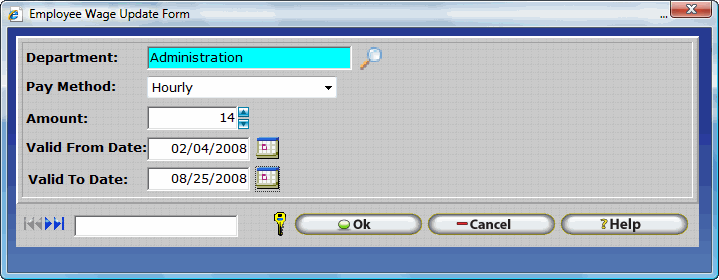 Employee Wage Update Form ...
Department: Administration
Pay Method: Hourly
Amount: 14
Valid From Date: 02/04/2008
Valid To Date: 08/25/2008
Ok Cancel ? Help